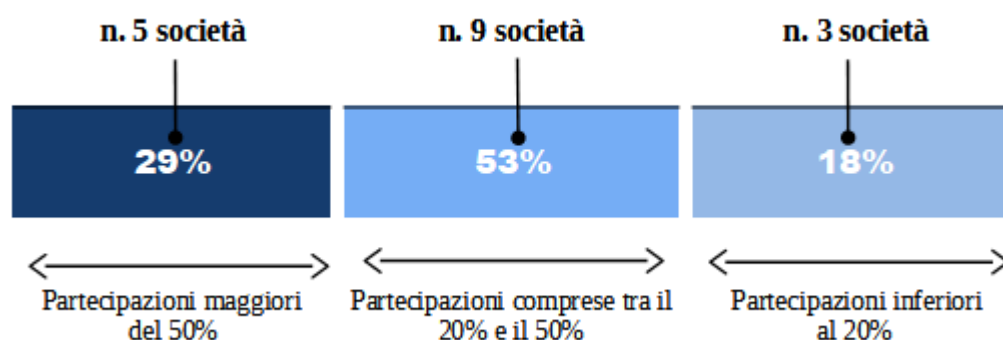 n. 5 società
n. 9 società
n. 3 società
29%
53%
18%
Partecipazioni maggiori
del 50%
Partecipazioni comprese tra il
20% e il 50%
Partecipazioni inferiori
al 20%